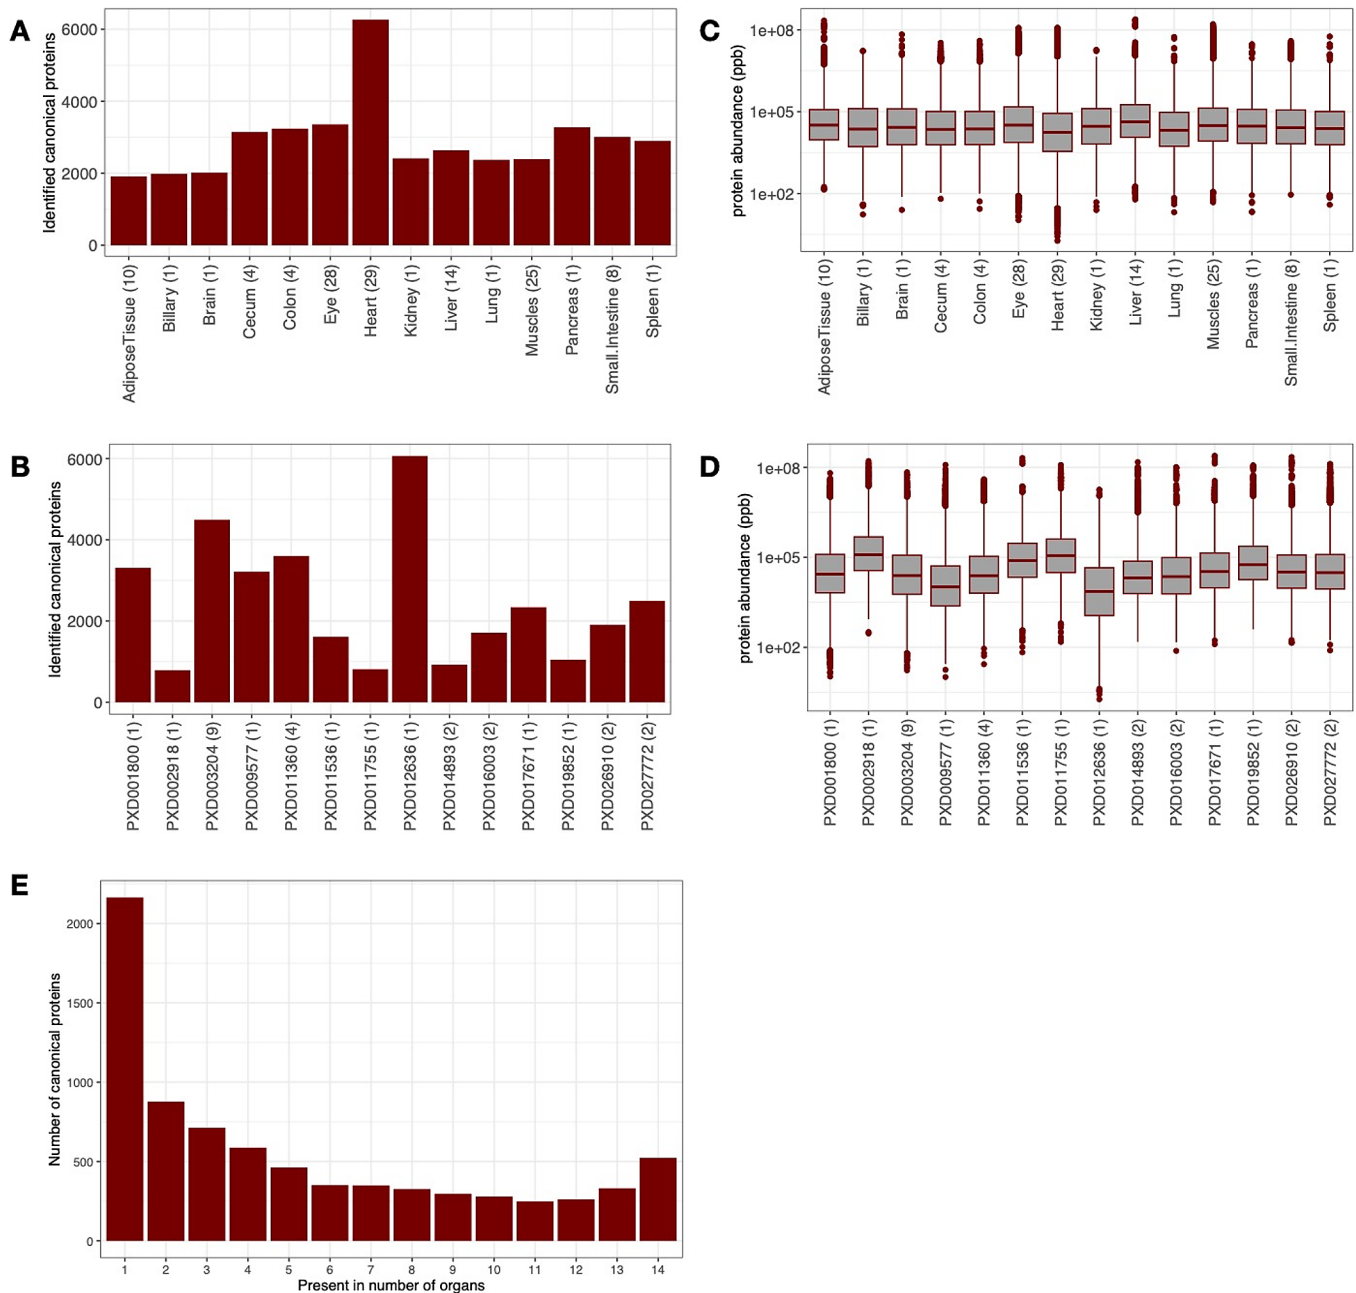 A
Identified canonical proteins
6000
4000
2000
0
AdiposeTissue (10)
Billary (1)
Brain (1)
Cecum (4)
Colon (4)
Eye (28)
Heart (29)
Kidney (1)
Liver (14)
Lung (1)
Muscles (25)
Pancreas (1)
Small.Intestine (8)
Spleen (1)
C
protein abundance (ppb)
1e+08
1e+05
1e+02
AdiposeTissue (10)
Billary (1)
Brain (1)
Cecum (4)
Colon (4)
Eye (28)
Heart (29)
Kidney (1)
Liver (14)
Lung (1)
Muscles (25)
Pancreas (1)
Small.Intestine (8)
Spleen (1)
B
Identified canonical proteins
6000
4000
2000
0
PXD001800 (1)
PXD002918 (1)
PXD003204 (9)
PXD009577 (1)
PXD011360 (4)
PXD011536 (1)
PXD011755 (1)
PXD012636 (1)
PXD014893 (2)
PXD016003 (2)
PXD017671 (1)
PXD019852 (1)
PXD026910 (2)
PXD027772 (2)
D
protein abundance (ppb)
1e+08
1e+05
1e+02
PXD001800 (1)
PXD002918 (1)
PXD003204 (9)
PXD009577 (1)
PXD011360 (4)
PXD011536 (1)
PXD011755 (1)
PXD012636 (1)
PXD014893 (2)
PXD016003 (2)
PXD017671 (1)
PXD019852 (1)
PXD026910 (2)
PXD027772 (2)
E
Number of canonical proteins
2000
1500
1000
500
0
1 2 3 4 5 6 7 8 9 10 11 12 13 14
Present in number of organs